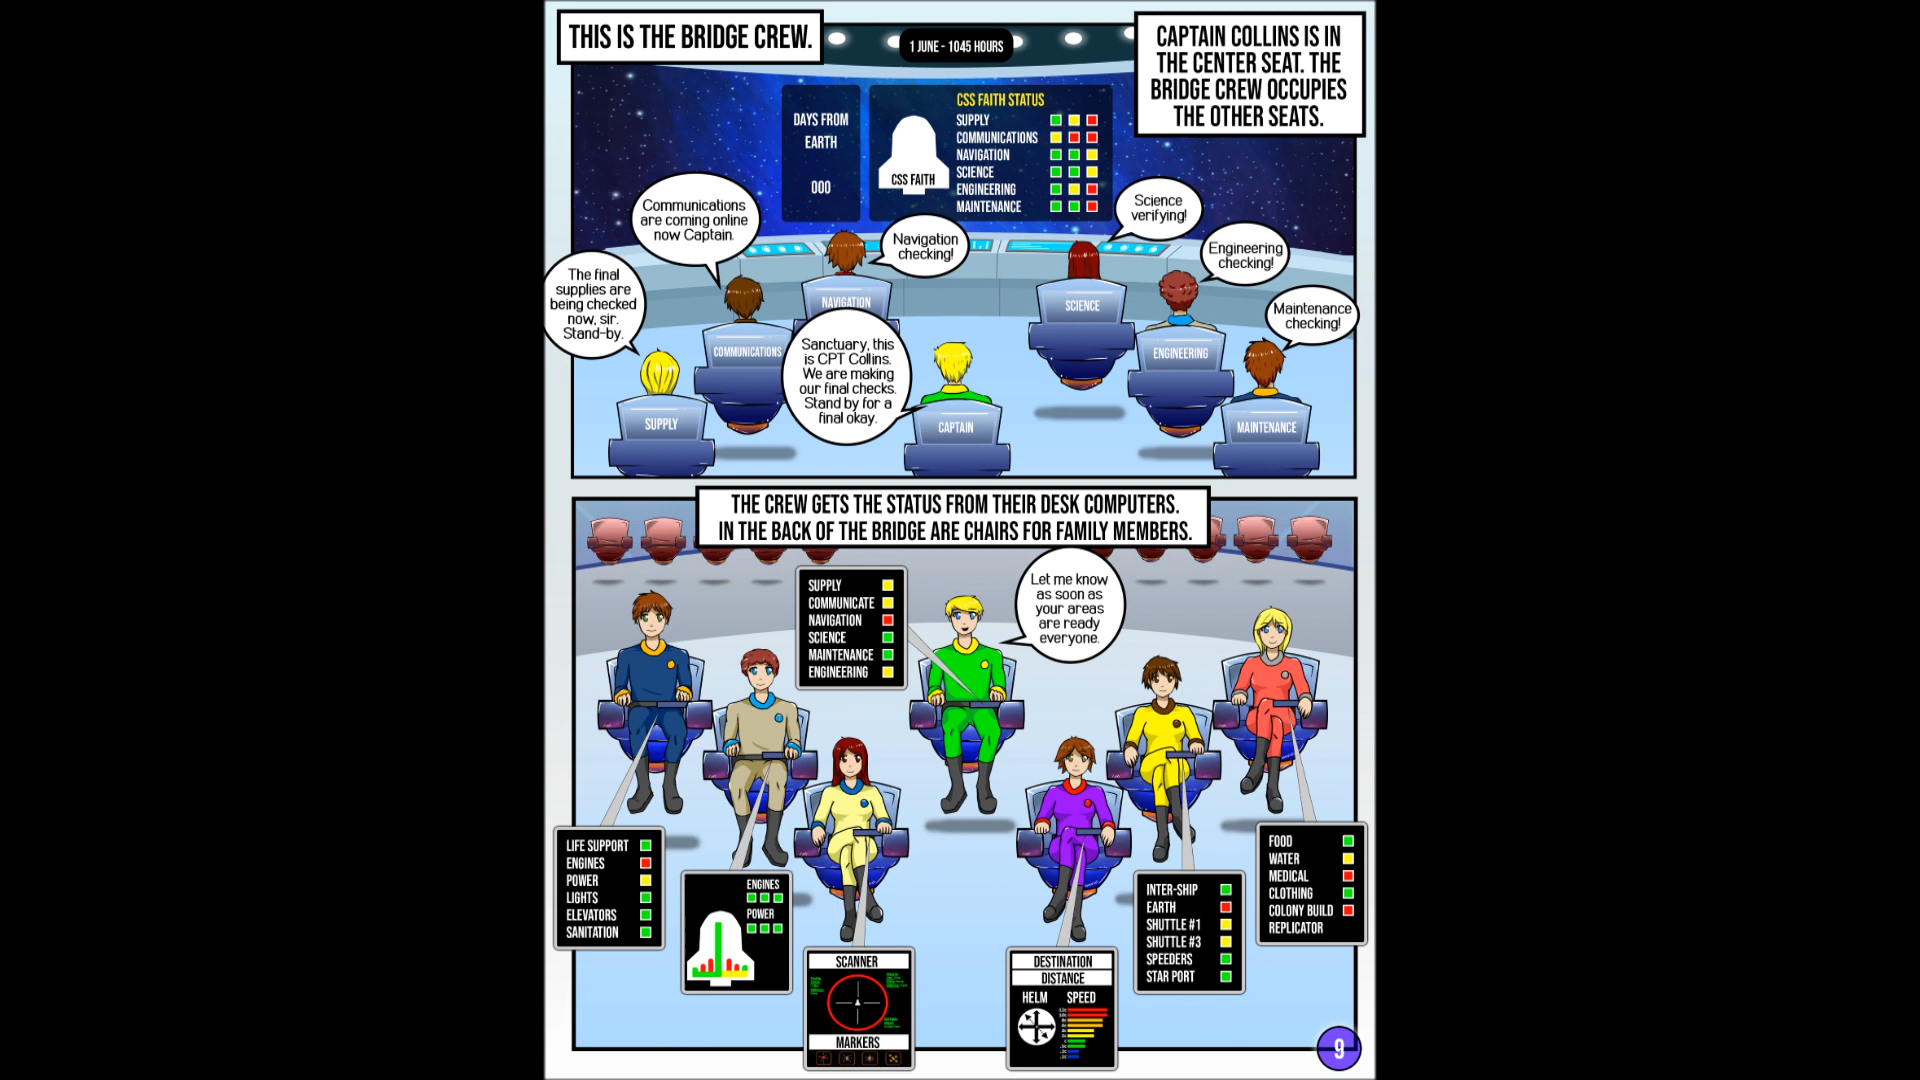 THIS IS THE BRIDGE CREW.
1 JUNE - 1045 HOURS
CAPTAIN COLLINS IS IN
THE CENTER SEAT. THE
BRIDGE CREW OCCUPIES
THE OTHER SEATS.
DAYS FROM
EARTH
000
CSS FAITH
CSS FAITH STATUS
SUPPLY
COMMUNICATIONS
NAVIGATION
SCIENCE
ENGINEERING
MAINTENANCE
The final
supplies are
being checked
now, sir.
Stand-by.
Communications
are coming online
now Captain.
Navigation
checking!
Science
verifying!
Engineering
checking!
Maintenance
checking!
Sanctuary, this
is CPT Collins.
We are making
our final checks.
Stand by for a
final okay.
SUPPLY
COMMUNICATIONS
NAVIGATION
CAPTAIN
SCIENCE
ENGINEERING
MAINTENANCE
THE CREW GETS THE STATUS FROM THEIR DESK COMPUTERS.
IN THE BACK OF THE BRIDGE ARE CHAIRS FOR FAMILY MEMBERS.
SUPPLY
COMMUNICATE
NAVIGATION
SCIENCE
MAINTENANCE
ENGINEERING
Let me know
as soon as
your areas
are ready
everyone.
LIFE SUPPORT
ENGINES
POWER
LIGHTS
ELEVATORS
SANITATION
ENGINES
POWER
SCANNER
MARKERS
DESTINATION
DISTANCE
HELM SPEED
INTER-SHIP
EARTH
SHUTTLE #1
SHUTTLE #3
SPEEDERS
STAR PORT
FOOD
WATER
MEDICAL
CLOTHING
COLONY BUILD
REPLICATOR
9